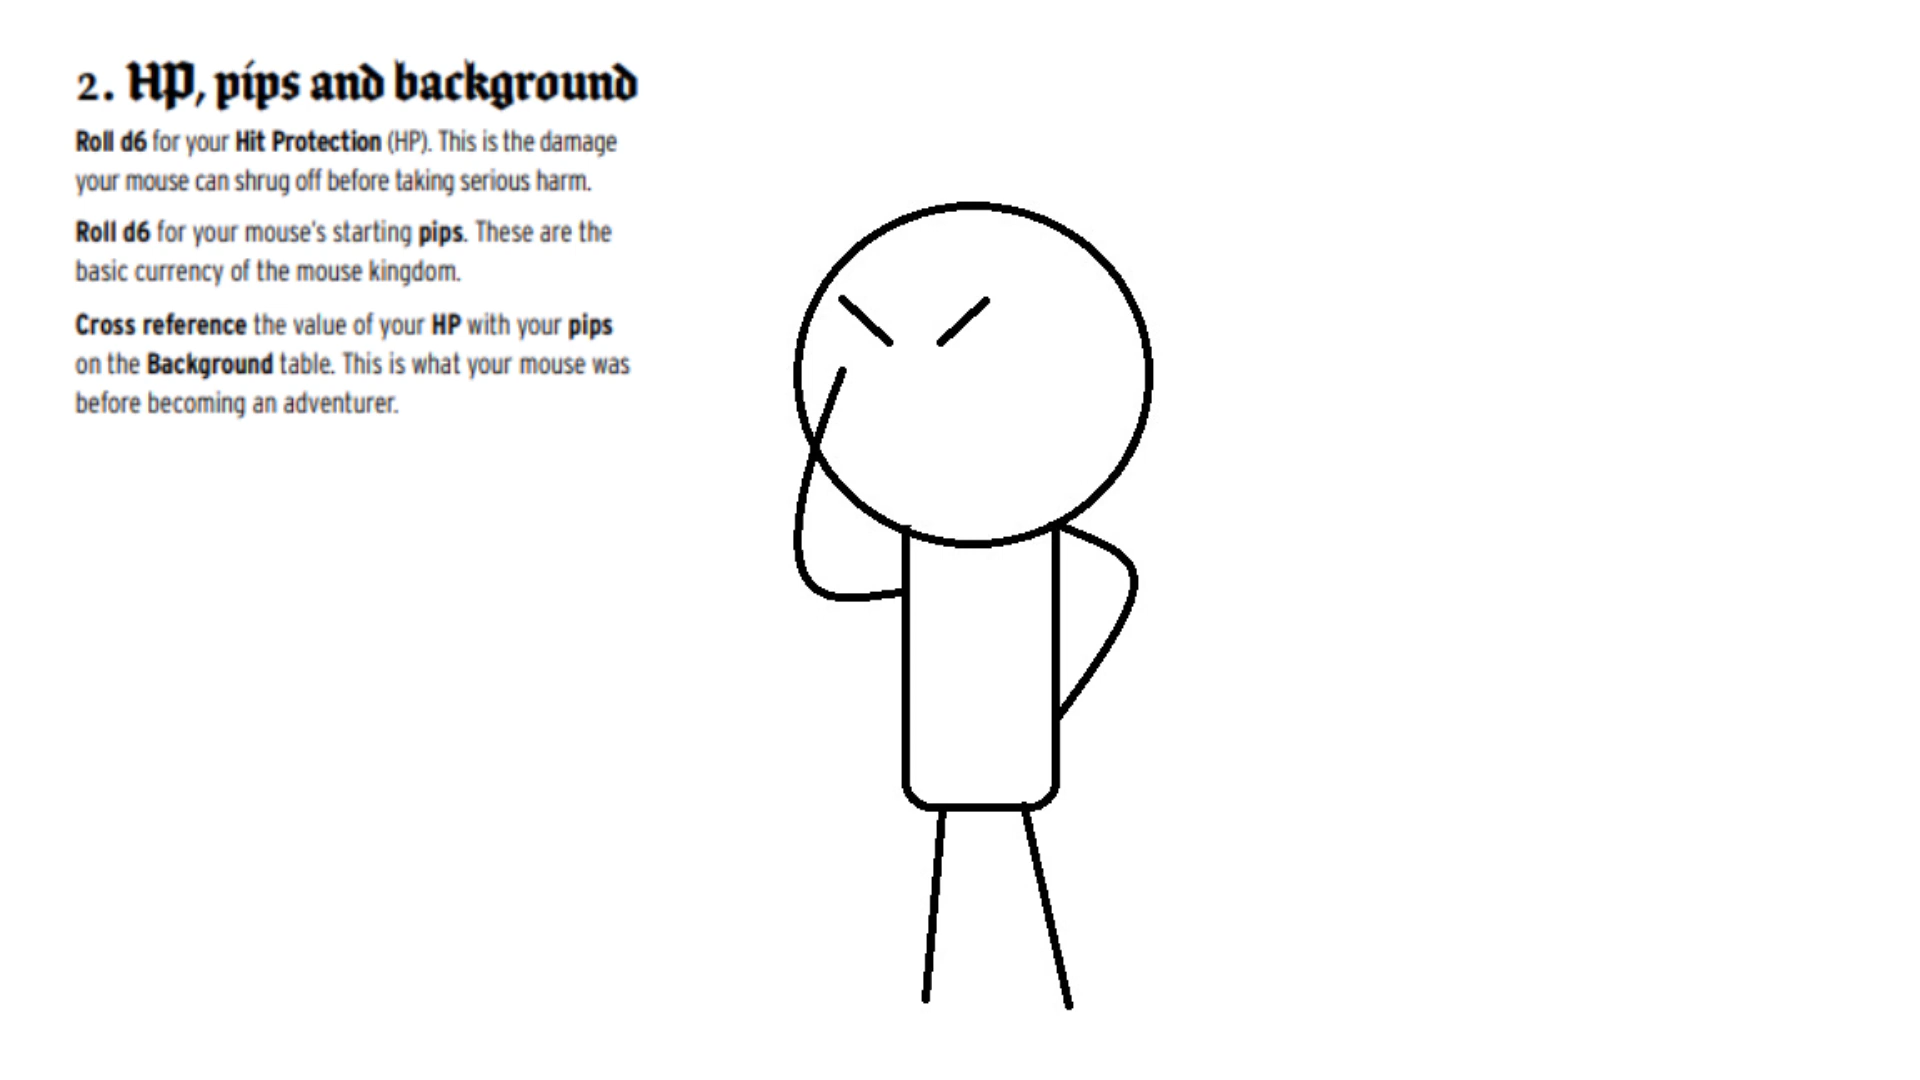 2. HP, pips and background
Roll d6 for your Hit Protection (HP). This is the damage
your mouse can shrug off before taking serious harm.
Roll d6 for your mouse's starting pips. These are the
basic currency of the mouse kingdom.
Cross reference the value of your HP with your pips
on the Background table. This is what your mouse was
before becoming an adventurer.